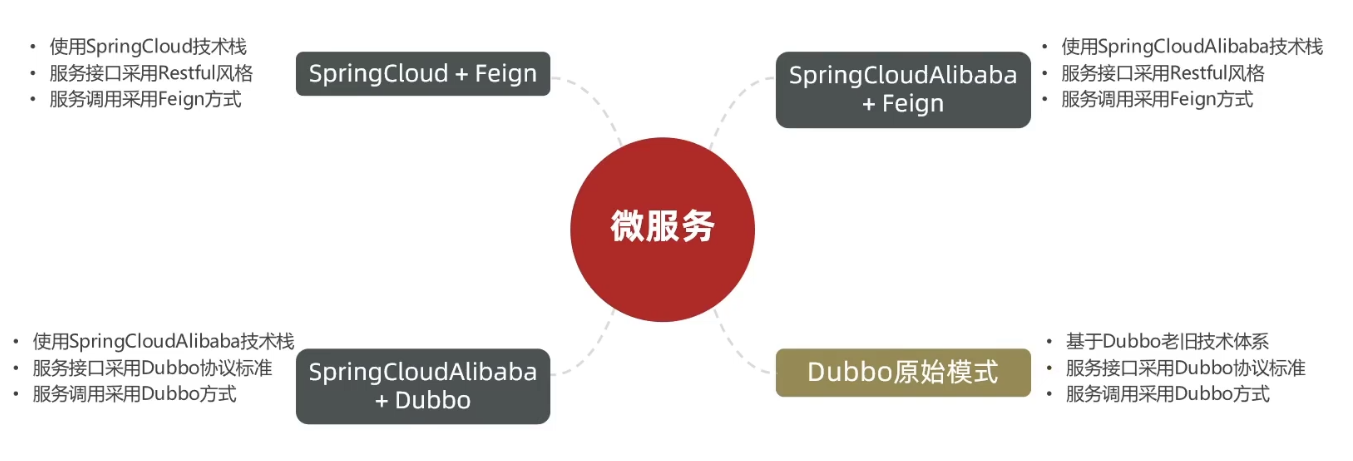 • 使用SpringCloud技术栈
• 服务接口采用Restful风格
• 服务调用采用Feign方式
SpringCloud + Feign
SpringCloudAlibaba
+ Feign
• 使用SpringCloudAlibaba技术栈
• 服务接口采用Restful风格
• 服务调用采用Feign方式
微服务
• 使用SpringCloudAlibaba技术栈
• 服务接口采用Dubbo协议标准
• 服务调用采用Dubbo方式
SpringCloudAlibaba
+ Dubbo
Dubbo原始模式
• 基于Dubbo老旧技术体系
• 服务接口采用Dubbo协议标准
• 服务调用采用Dubbo方式